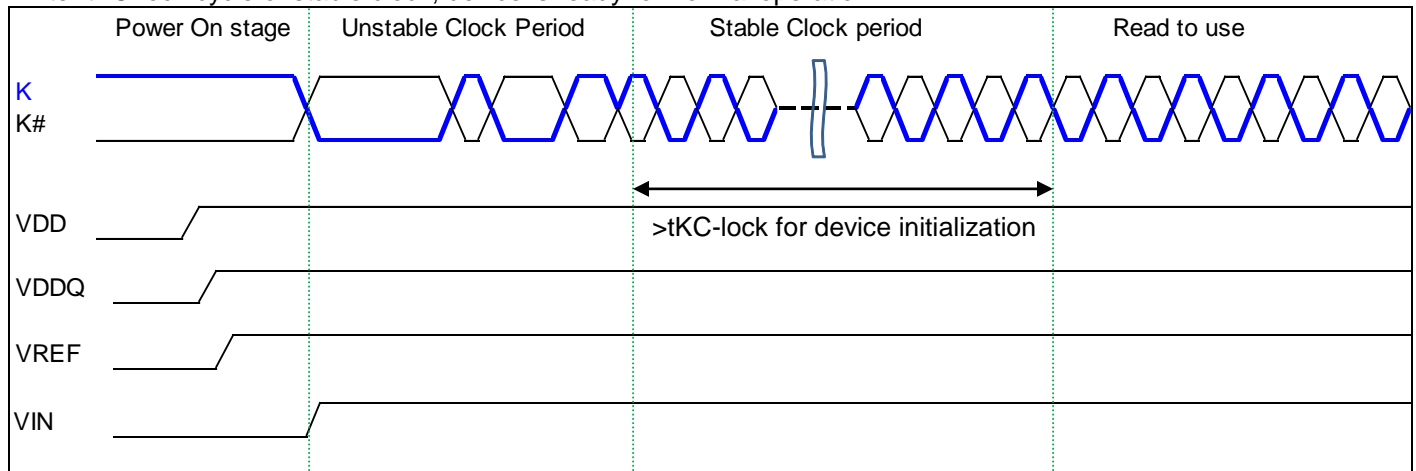 Power On stage Unstable Clock Period Stable Clock period Read to use
K
K#
VDD
>tKC-lock for device initialization
VDDQ
VREF
VIN